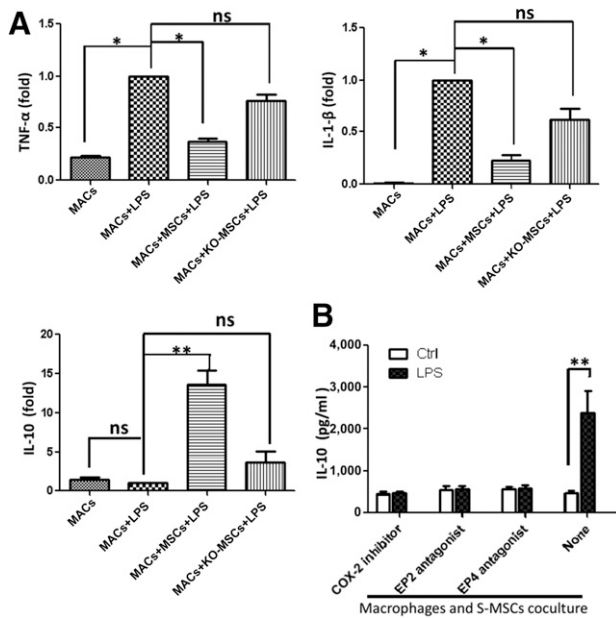 A
TNF-α (fold)
1.5
1.0
0.5
0.0
*
*
ns
MACs
MACs+LPS
MACs+MSCs+LPS
MACs+KO-MSCs+LPS
IL-1-β (fold)
1.5
1.0
0.5
0.0
*
*
ns
MACs
MACs+LPS
MACs+MSCs+LPS
MACs+KO-MSCs+LPS
IL-10 (fold)
20
15
10
5
0
ns
**
ns
MACs
MACs+LPS
MACs+MSCs+LPS
MACs+KO-MSCs+LPS
B
IL-10 (pg/ml)
4,000
3,000
2,000
1,000
0
Ctrl
LPS
**
COX-2 inhibitor
EP2 antagonist
EP4 antagonist
None
Macrophages and S-MSCs coculture